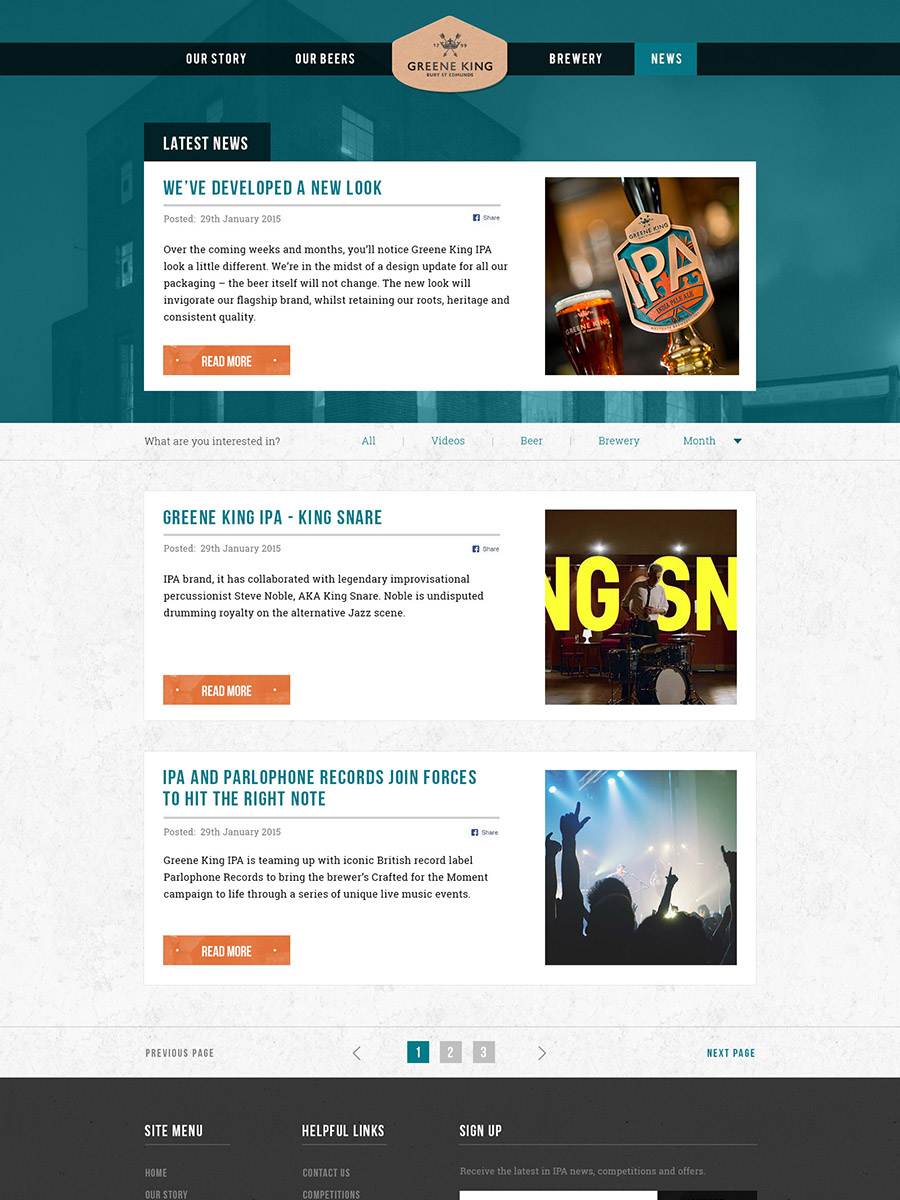 OUR STORY
OUR BEERS
17 99
GREENE KING
BURY ST EDMUNDS
BREWERY
NEWS
LATEST NEWS
WE'VE DEVELOPED A NEW LOOK
Posted: 29th January 2015
Share
Over the coming weeks and months, you'll notice Greene King IPA
look a little different. We're in the midst of a design update for all our
packaging – the beer itself will not change. The new look will
invigorate our flagship brand, whilst retaining our roots, heritage and
consistent quality.
READ MORE
GREENE KING
IPA
INDIA PALE ALE
GREENE KING
What are you interested in?
All | Videos | Beer | Brewery
Month
GREENE KING IPA - KING SNARE
Posted: 29th January 2015
Share
IPA brand, it has collaborated with legendary improvisational
percussionist Steve Noble, AKA King Snare. Noble is undisputed
drumming royalty on the alternative Jazz scene.
READ MORE
NG SN
IPA AND PARLOPHONE RECORDS JOIN FORCES
TO HIT THE RIGHT NOTE
Posted: 29th January 2015
Share
Greene King IPA is teaming up with iconic British record label
Parlophone Records to bring the brewer's Crafted for the Moment
campaign to life through a series of unique live music events.
READ MORE
PREVIOUS PAGE
1 2 3
NEXT PAGE
SITE MENU
HOME
OUR STORY
HELPFUL LINKS
CONTACT US
COMPETITIONS
SIGN UP
Receive the latest in IPA news, competitions and offers.